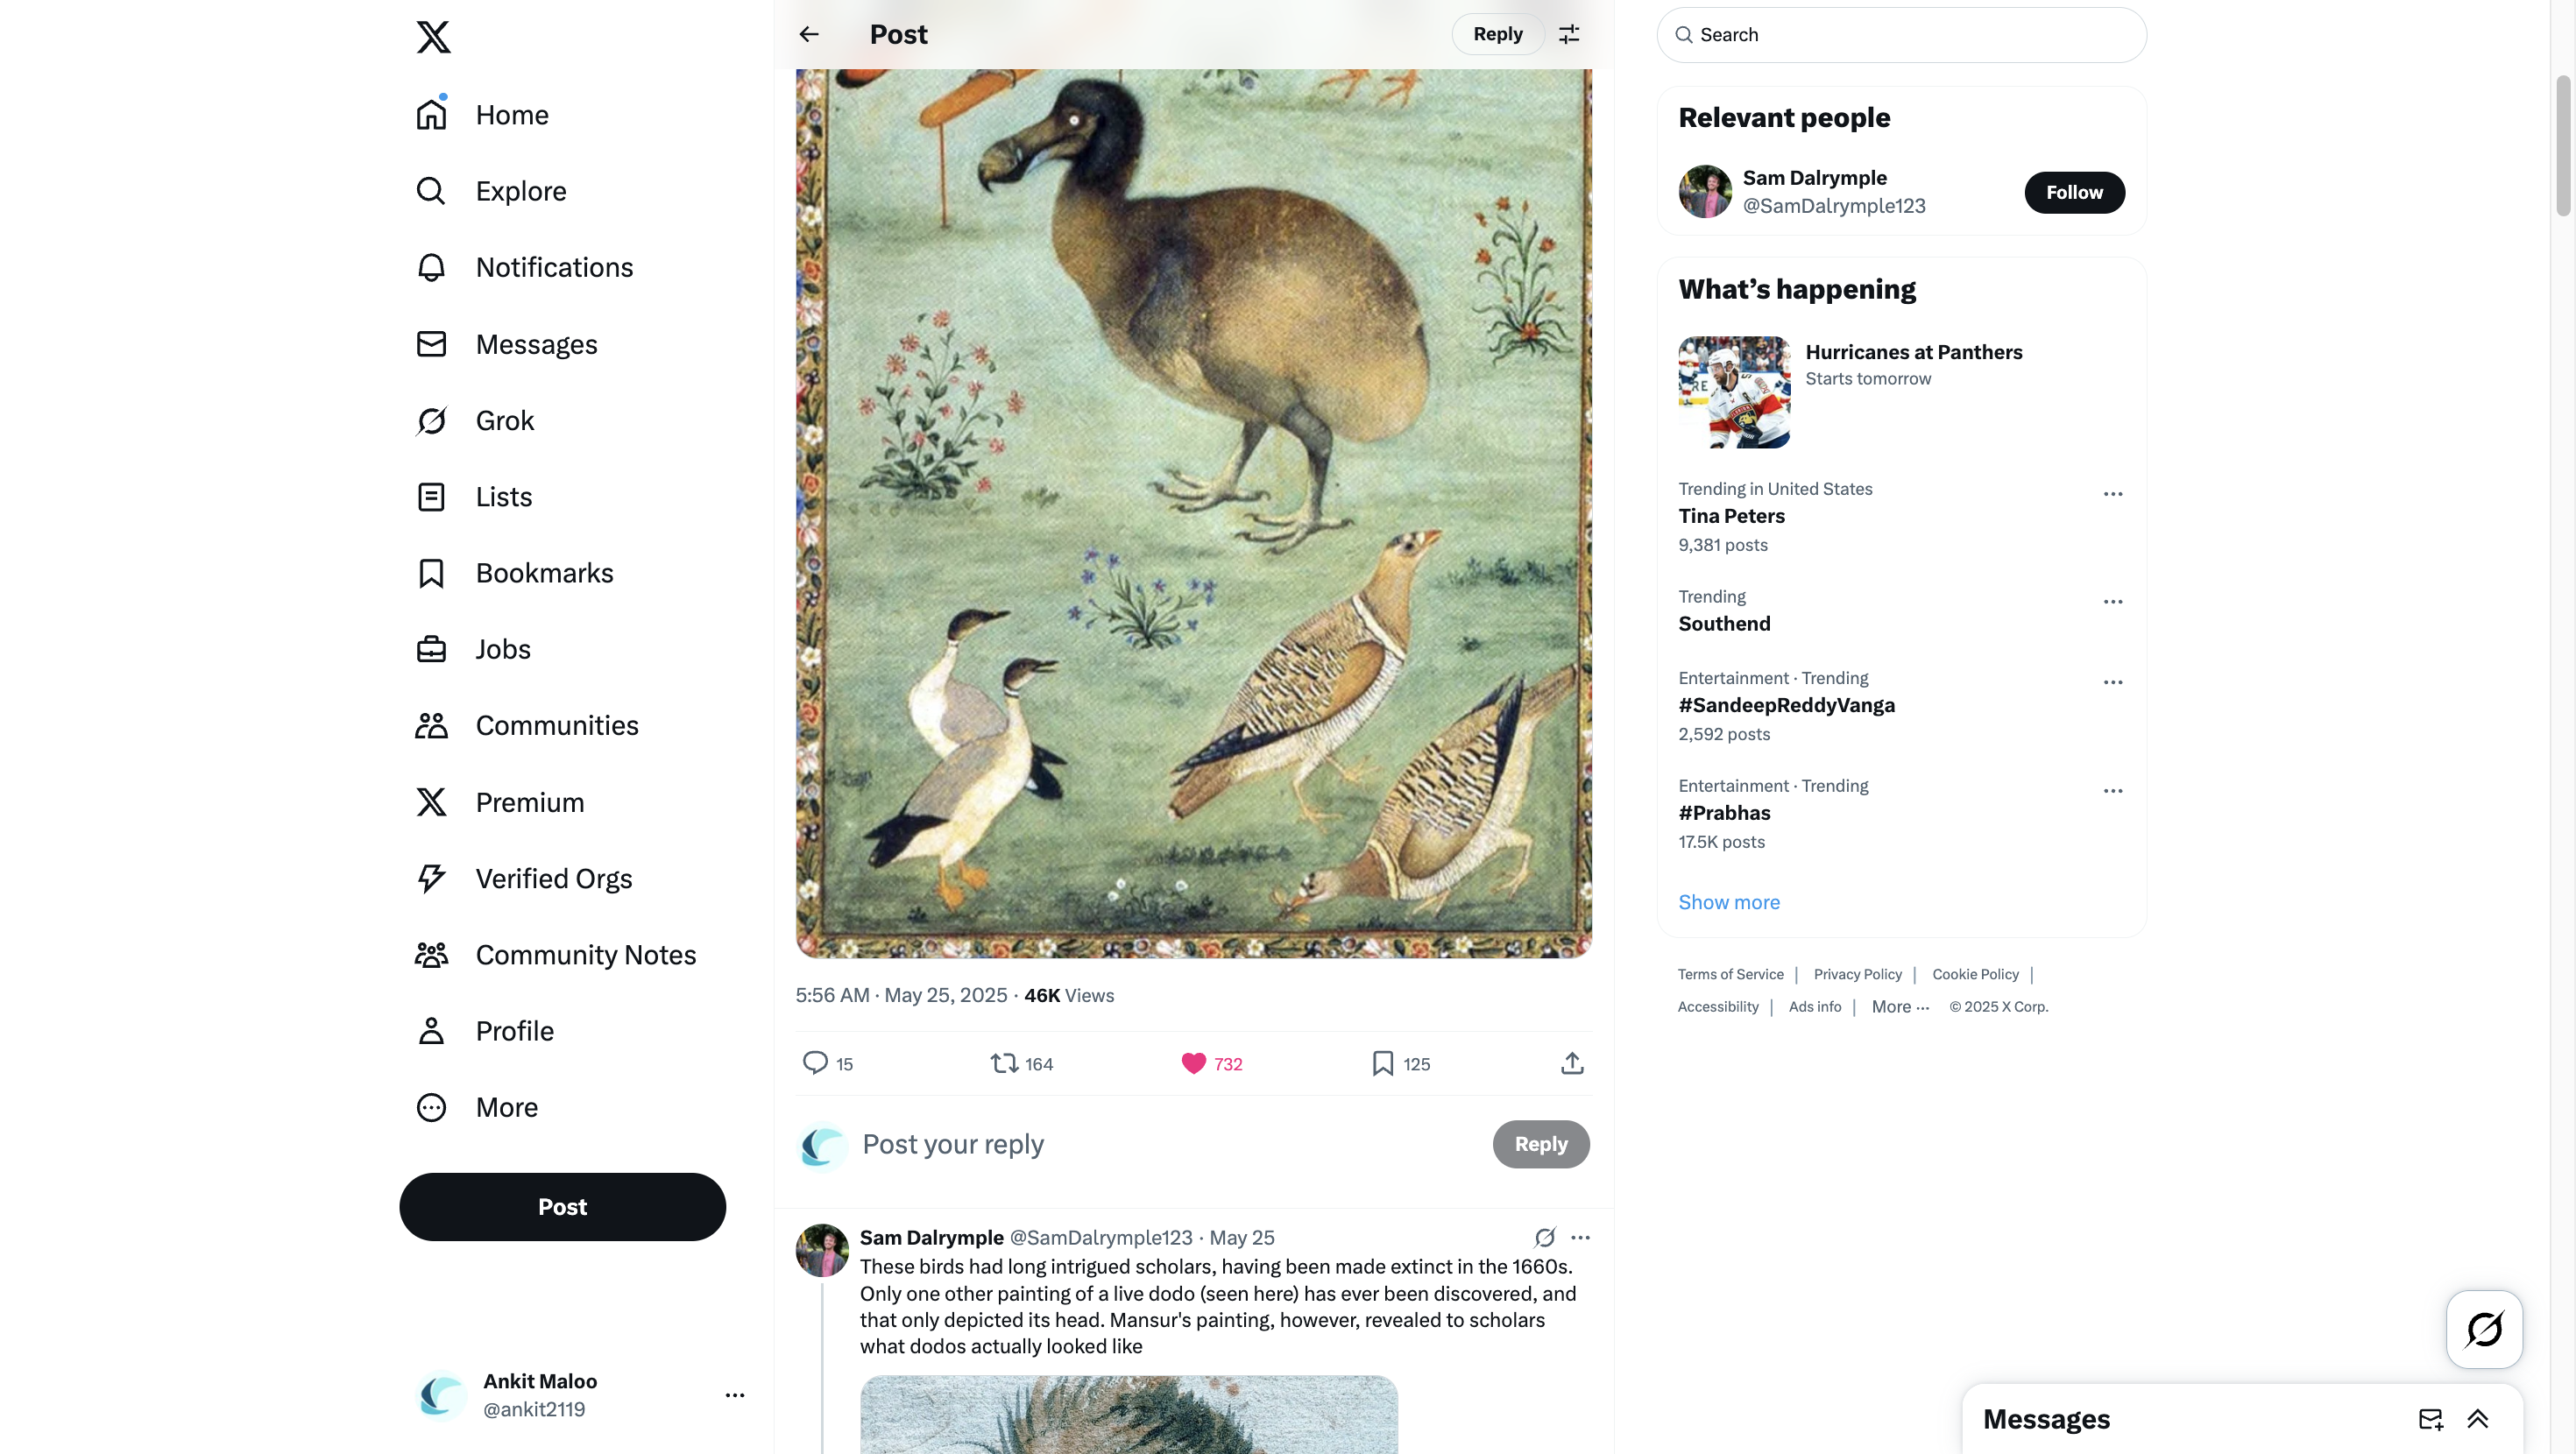 Home
Explore
Notifications
Messages
Grok
Lists
Bookmarks
Jobs
Communities
Premium
Verified Orgs
Community Notes
Profile
More
Post
Ankit Maloo
@ankit2119
Post
Reply
5:56 AM · May 25, 2025 · 46K Views
15
164
732
125
Post your reply
Reply
Sam Dalrymple @SamDalrymple123 · May 25
These birds had long intrigued scholars, having been made extinct in the 1660s.
Only one other painting of a live dodo (seen here) has ever been discovered, and
that only depicted its head. Mansur's painting, however, revealed to scholars
what dodos actually looked like
Search
Relevant people
Sam Dalrymple
@SamDalrymple123
Follow
What’s happening
Hurricanes at Panthers
Starts tomorrow
Trending in United States
Tina Peters
9,381 posts
Trending
Southend
Entertainment · Trending
#SandeepReddyVanga
2,592 posts
Entertainment · Trending
#Prabhas
17.5K posts
Show more
Terms of Service | Privacy Policy | Cookie Policy |
Accessibility | Ads info | More ··· © 2025 X Corp.
Messages